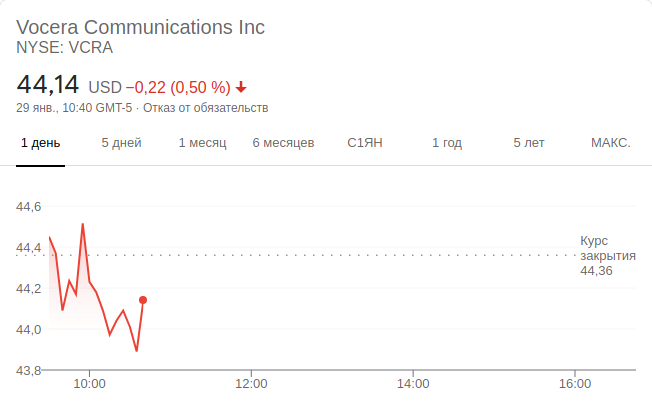 Vocera Communications Inc
NYSE: VCRA
44,14 USD −0,22 (0,50 %)
29 янв., 10:40 GMT-5 · Отказ от обязательств
1 день 5 дней 1 месяц 6 месяцев С1ЯН 1 год 5 лет МАКС.
44,6
44,4
Курс
закрытия
44,36
44,2
44,0
43,8
10:00 12:00 14:00 16:00